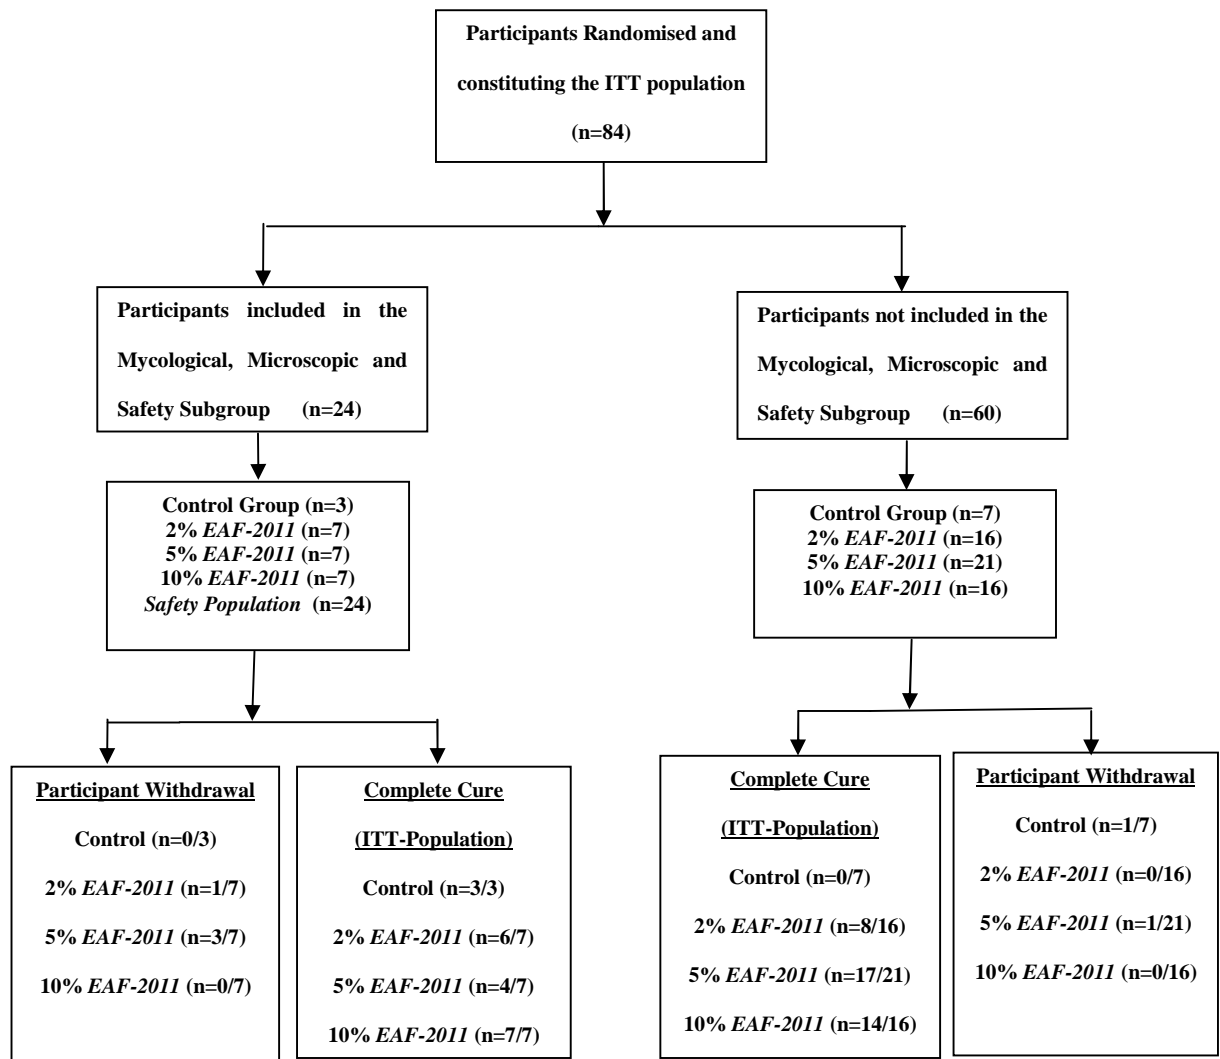 Participants Randomised and
constituting the ITT population
(n=84)
Participants included in the
Mycological, Microscopic and
Safety Subgroup (n=24)
Participants not included in the
Mycological, Microscopic and
Safety Subgroup (n=60)
Control Group (n=3)
2% EAF-2011 (n=7)
5% EAF-2011 (n=7)
10% EAF-2011 (n=7)
Safety Population (n=24)
Control Group (n=7)
2% EAF-2011 (n=16)
5% EAF-2011 (n=21)
10% EAF-2011 (n=16)
Participant Withdrawal
Control (n=0/3)
2% EAF-2011 (n=1/7)
5% EAF-2011 (n=3/7)
10% EAF-2011 (n=0/7)
Complete Cure
(ITT-Population)
Control (n=3/3)
2% EAF-2011 (n=6/7)
5% EAF-2011 (n=4/7)
10% EAF-2011 (n=7/7)
Complete Cure
(ITT-Population)
Control (n=0/7)
2% EAF-2011 (n=8/16)
5% EAF-2011 (n=17/21)
10% EAF-2011 (n=14/16)
Participant Withdrawal
Control (n=1/7)
2% EAF-2011 (n=0/16)
5% EAF-2011 (n=1/21)
10% EAF-2011 (n=0/16)